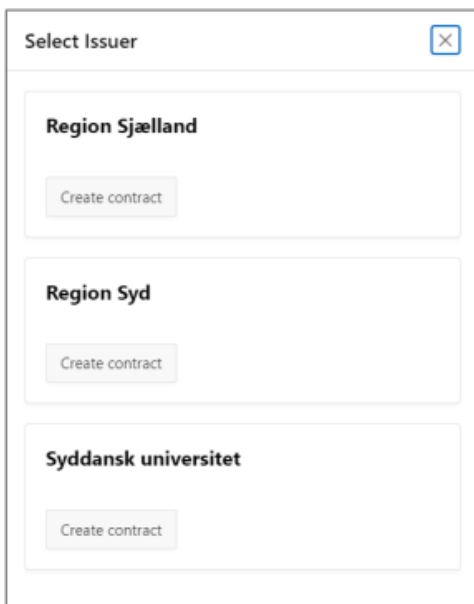 Select Issuer
Region Sjælland
Create contract
Region Syd
Create contract
Syddansk universitet
Create contract